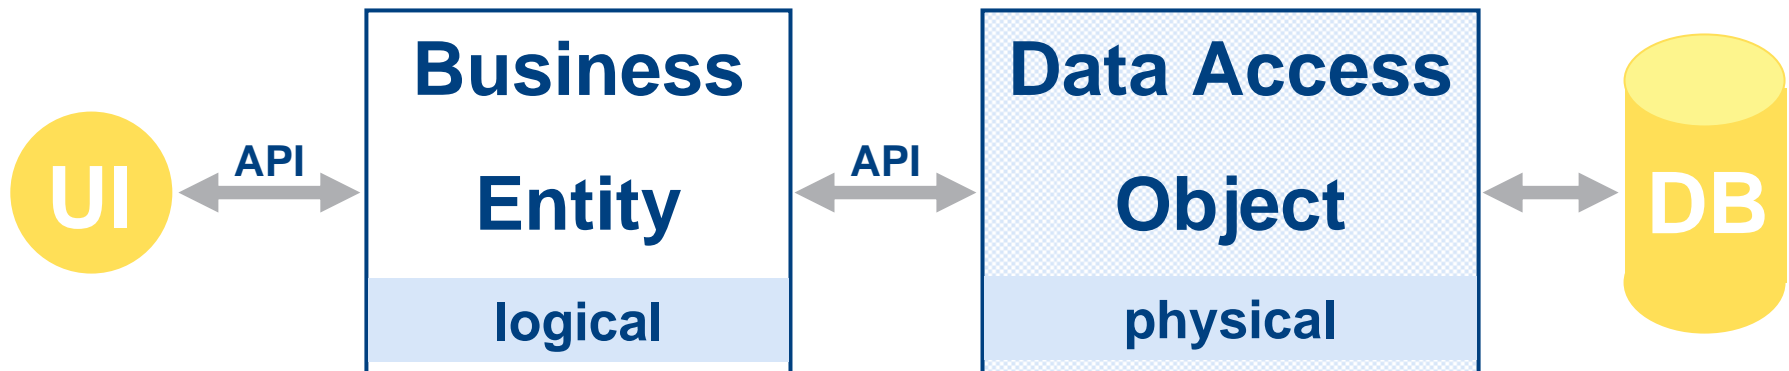 UI
API
Business
Entity
logical
API
Data Access
Object
physical
DB